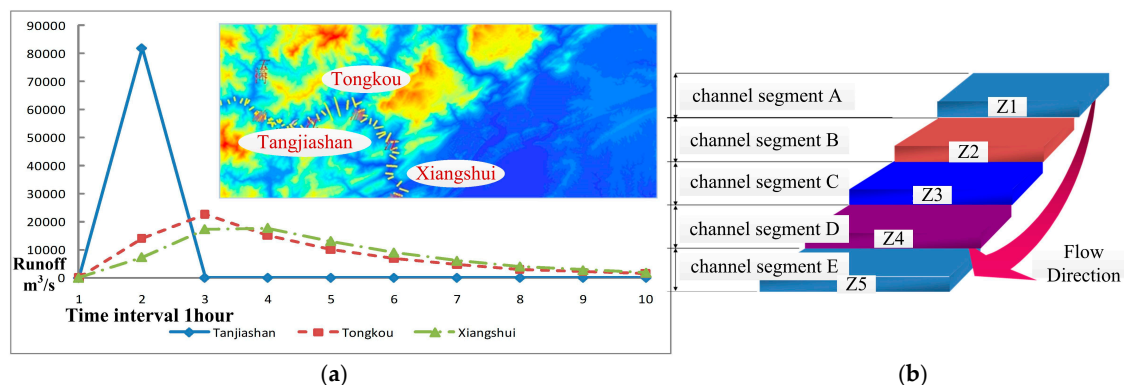 90000
80000
70000
60000
50000
40000
30000
20000
10000
0
Runoff
m³/s
1 2 3 4 5 6 7 8 9 10
Time interval 1hour
Tanjiashan Tongkou Xiangshui
Tongkou
Tangjiashan
Xiangshui
(a)
channel segment A
channel segment B
channel segment C
channel segment D
channel segment E
Z1
Z2
Z3
Z4
Z5
Flow
Direction
(b)